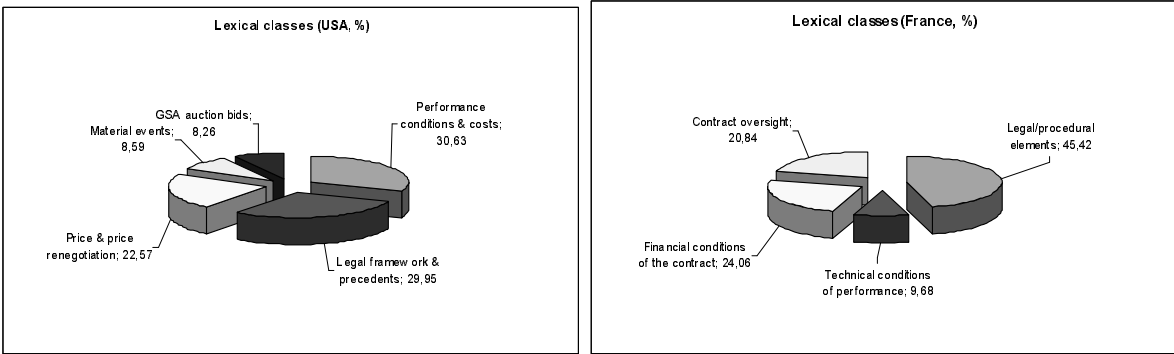 Lexical classes (USA, %)
GSA auction bids;
8,26
Material events;
8,59
Performance
conditions & costs;
30,63
Price & price
renegotiation; 22,57
Legal framew ork &
precedents; 29,95
Lexical classes (France, %)
Contract oversight;
20,84
Legal/procedural
elements; 45,42
Financial conditions
of the contract; 24,06
Technical conditions
of performance; 9,68